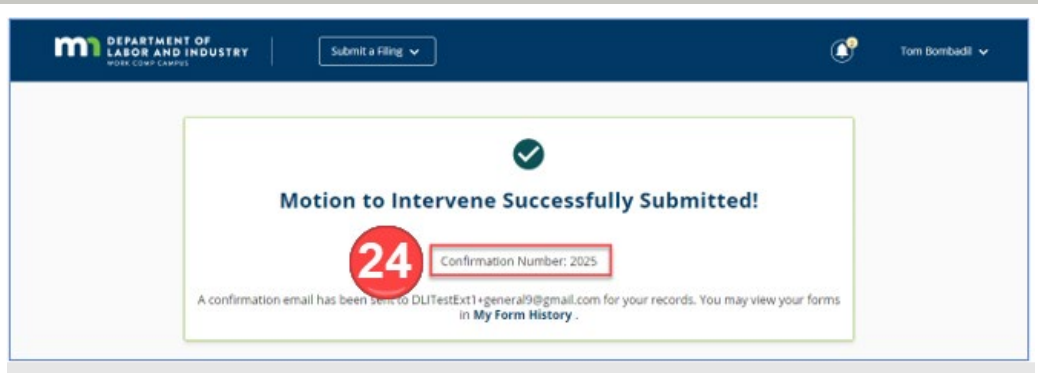 DEPARTMENT OF
LABOR AND INDUSTRY
WORK COMP CAMPUS
Submit a Filing
Tom Bombadil
Motion to Intervene Successfully Submitted!
24
Confirmation Number: 2025
A confirmation email has been sent to DLITestExt1+general9@gmail.com for your records. You may view your forms
in My Form History .